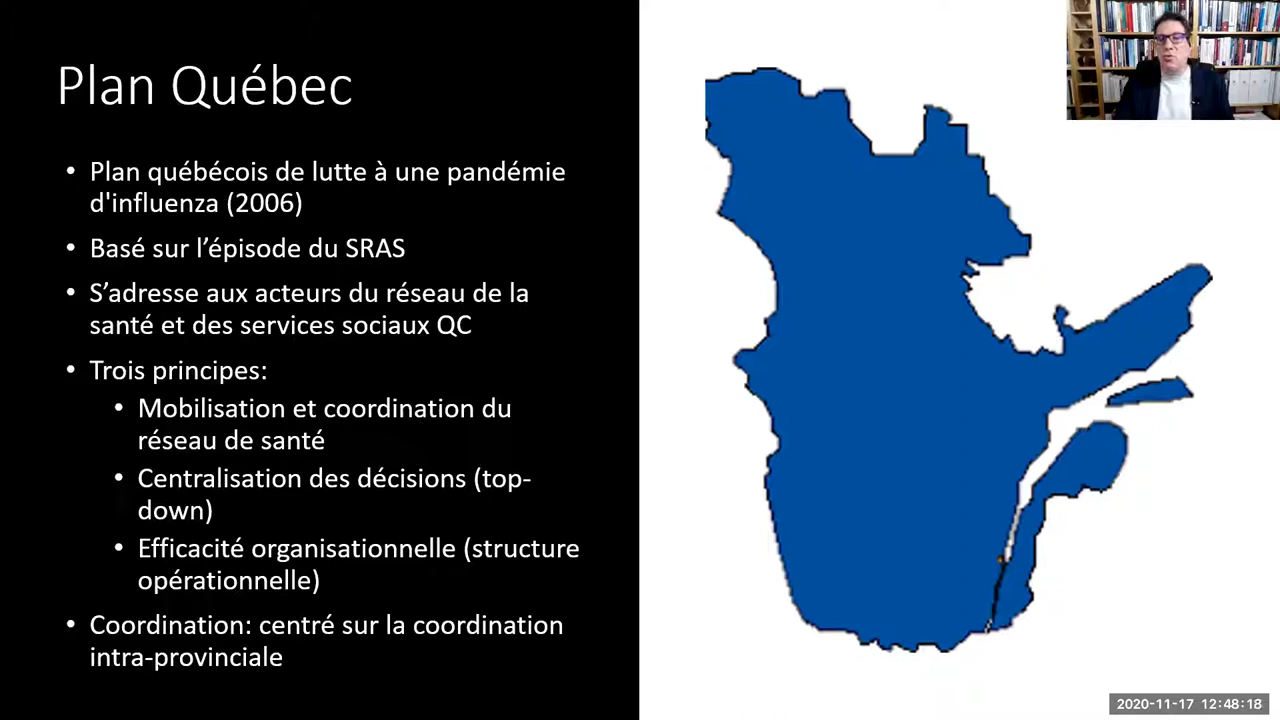 Plan Québec
• Plan québécois de lutte à une pandémie
d'influenza (2006)
• Basé sur l’épisode du SRAS
• S’adresse aux acteurs du réseau de la
santé et des services sociaux QC
• Trois principes:
• Mobilisation et coordination du
réseau de santé
• Centralisation des décisions (top-
down)
• Efficacité organisationnelle (structure
opérationnelle)
• Coordination: centré sur la coordination
intra-provinciale
2020-11-17 12:48:18